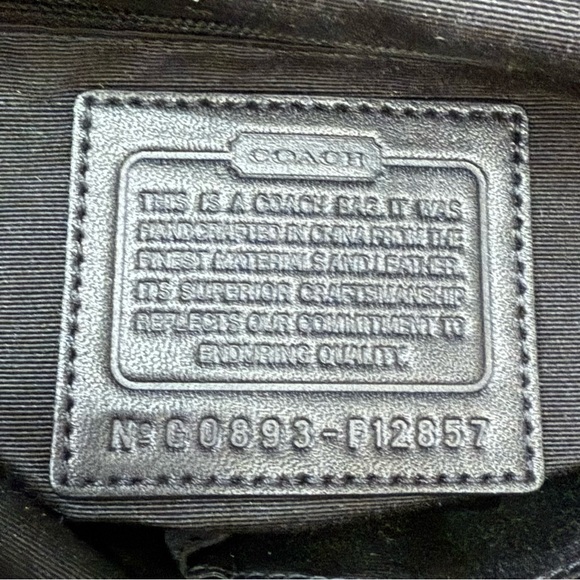 COACH
THIS IS A COACH BAG. IT WAS
HANDCRAFTED IN CHINA FROM THE
FINEST MATERIALS AND LEATHER.
ITS SUPERIOR CRAFTSMANSHIP
REFLECTS OUR COMMITMENT TO
ENDURING QUALITY.
Nº C0893-F12857